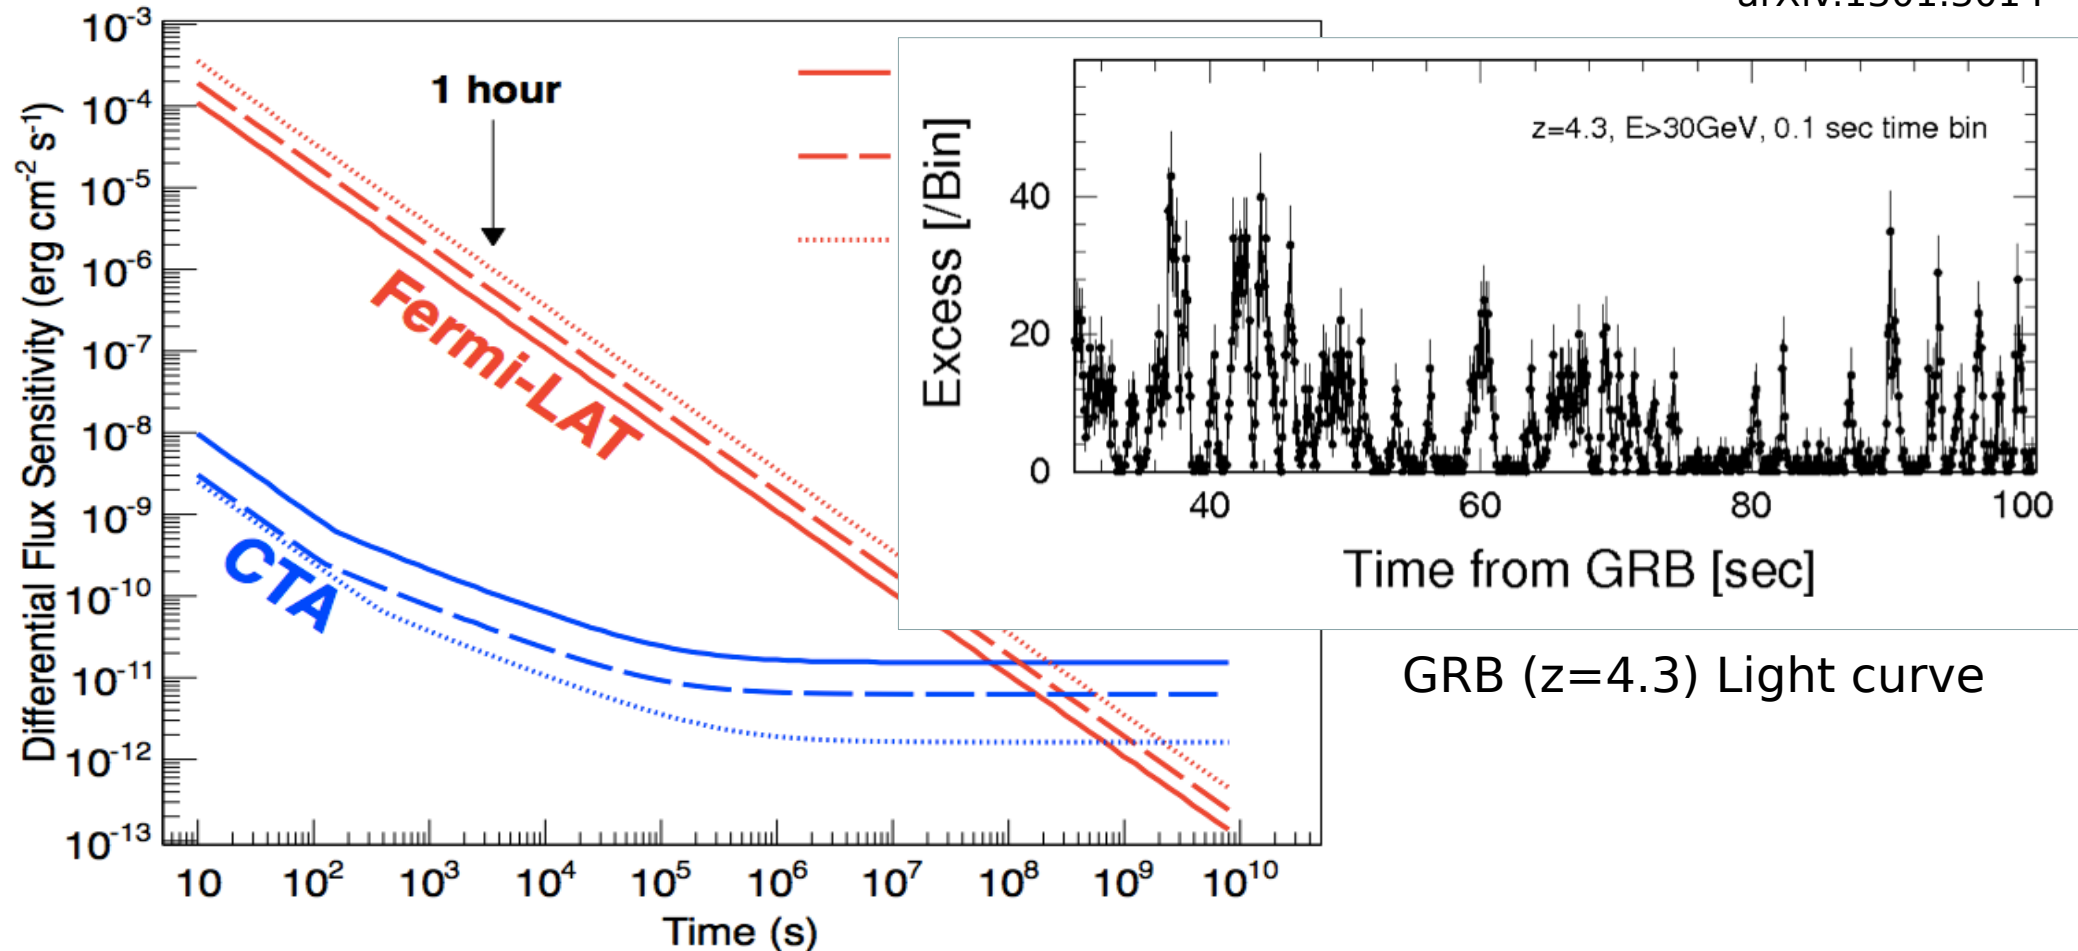 Differential Flux Sensitivity (erg cm-2 s-1)
10-3
10-4
10-5
10-6
10-7
10-8
10-9
10-10
10-11
10-12
10-13
1 hour
Fermi-LAT
CTA
10 102 103 104 105 106 107 108 109 1010
Time (s)
Excess [/Bin]
z=4.3, E>30GeV, 0.1 sec time bin
40
20
0
40 60 80 100
Time from GRB [sec]
GRB (z=4.3) Light curve